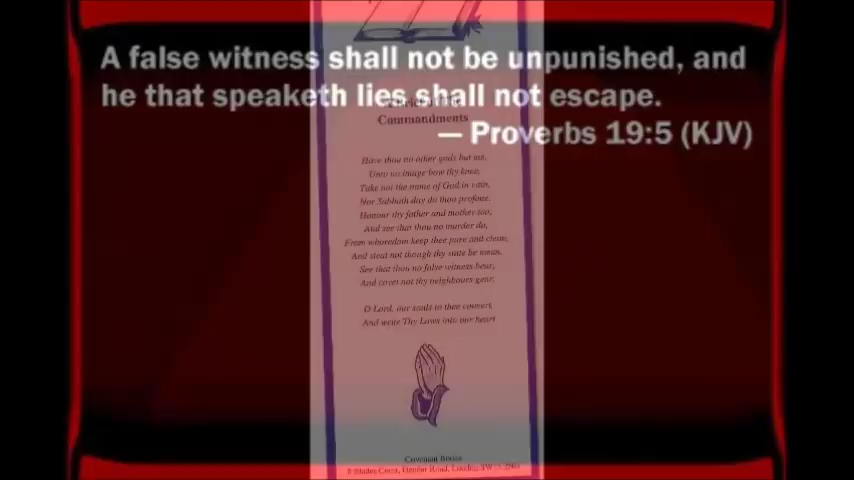 A false witness shall not be unpunished, and
he that speaketh lies shall not escape.
— Proverbs 19:5 (KJV)
Commandments
Have thou no other gods but me,
Unto no image bow thy knee,
Take not the name of God in vain,
Nor Sabbath day do thou profane.
Honour thy father and mother too;
And see that thou no murder do,
From whoredom keep thee pure and clean,
And steal not though thy state be mean.
See that thou no false witness bear,
And covet not thy neighbours gear.
O Lord, our souls to thee convert,
And write Thy Laws into our heart
Covenant House